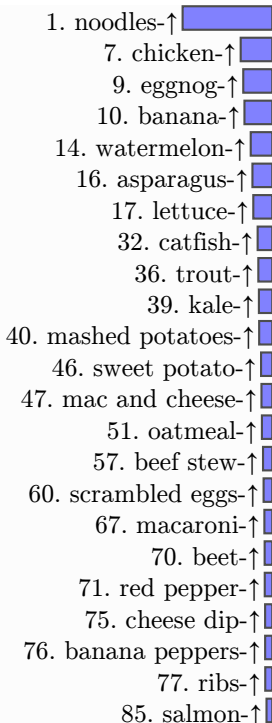 1. noodles-↑
7. chicken-↑
9. eggnog-↑
10. banana-↑
14. watermelon-↑
16. asparagus-↑
17. lettuce-↑
32. catfish-↑
36. trout-↑
39. kale-↑
40. mashed potatoes-↑
46. sweet potato-↑
47. mac and cheese-↑
51. oatmeal-↑
57. beef stew-↑
60. scrambled eggs-↑
67. macaroni-↑
70. beet-↑
71. red pepper-↑
75. cheese dip-↑
76. banana peppers-↑
77. ribs-↑
85. salmon-↑